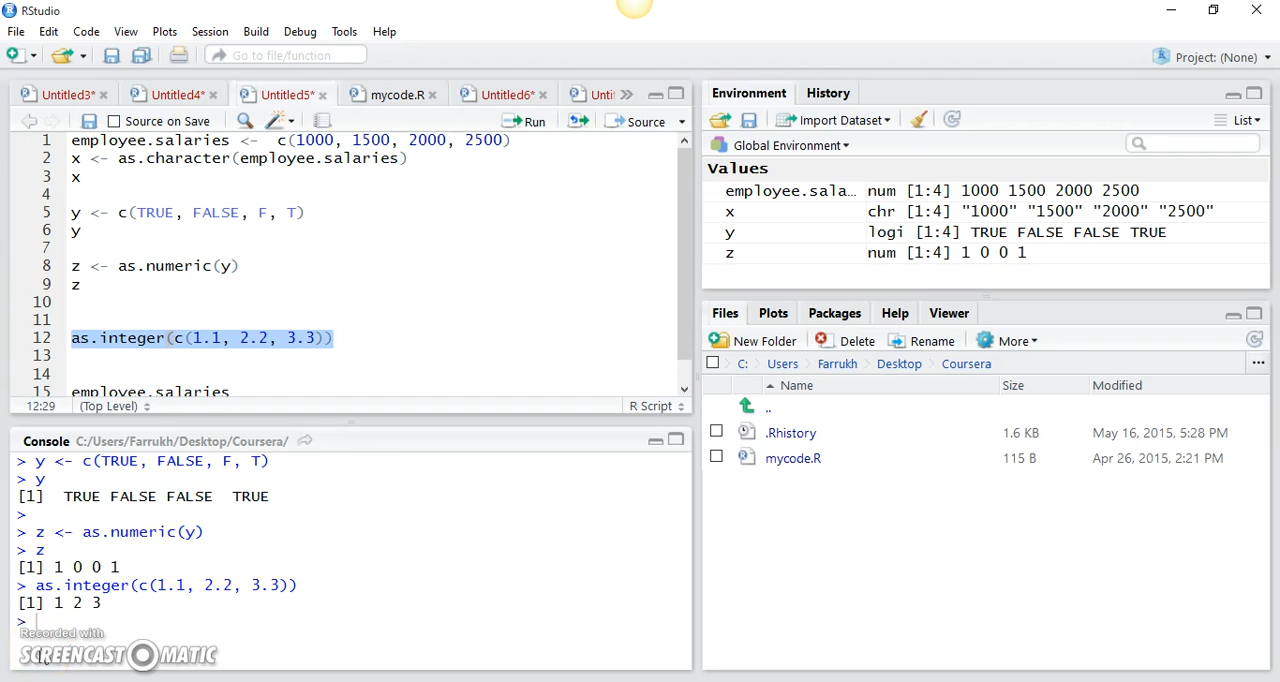 RStudio
File Edit Code View Plots Session Build Debug Tools Help
Go to file/function
Project: (None)
Untitled3* Untitled4* Untitled5* mycode.R Untitled6* Unti
Source on Save Run Source
1 employee.salaries <- c(1000, 1500, 2000, 2500)
2 x <- as.character(employee.salaries)
3 x
4
5 y <- c(TRUE, FALSE, F, T)
6 y
7
8 z <- as.numeric(y)
9 z
10
11
12 as.integer(c(1.1, 2.2, 3.3))
13
14
15 employee.salaries
12:29 (Top Level) R Script
Console C:/Users/Farrukh/Desktop/Coursera/
> y <- c(TRUE, FALSE, F, T)
> y
[1] TRUE FALSE FALSE TRUE
>
> z <- as.numeric(y)
> z
[1] 1 0 0 1
> as.integer(c(1.1, 2.2, 3.3))
[1] 1 2 3
>
Recorded with
SCREENCAST MATIC
Environment History
Import Dataset List
Global Environment
Values
employee.sala… num [1:4] 1000 1500 2000 2500
x chr [1:4] "1000" "1500" "2000" "2500"
y logi [1:4] TRUE FALSE FALSE TRUE
z num [1:4] 1 0 0 1
Files Plots Packages Help Viewer
New Folder Delete Rename More
C: Users Farrukh Desktop Coursera ...
Name Size Modified
..
.Rhistory 1.6 KB May 16, 2015, 5:28 PM
mycode.R 115 B Apr 26, 2015, 2:21 PM